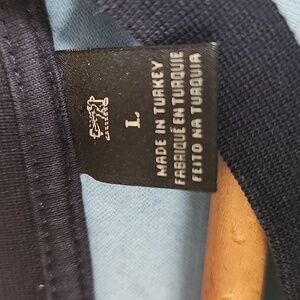 L
MADE IN TURKEY
FABRIQUÉ EN TURQUIE
FEITO NA TURQUIA